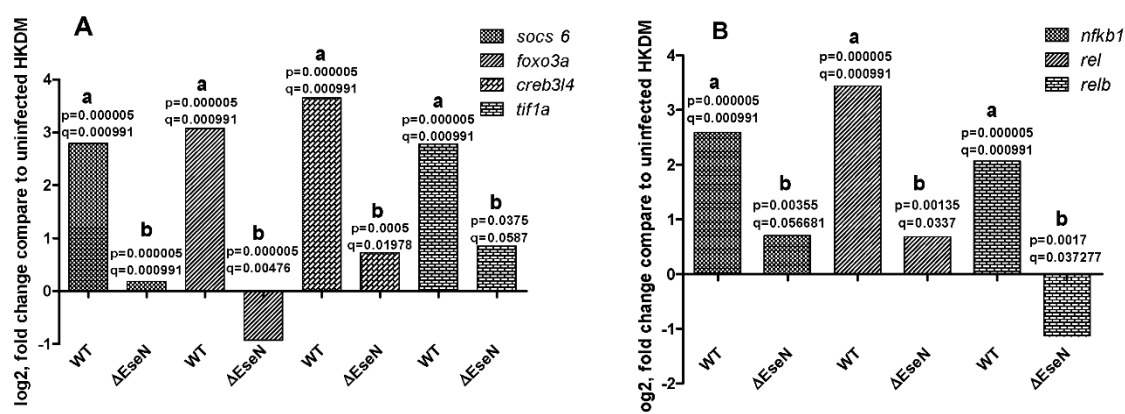 A
socs 6
foxo3a
creb3l4
tif1a
log2, fold change compare to uninfected HKDM
4
3
2
1
0
-1
a
p=0.000005
q=0.000991
b
p=0.000005
q=0.000991
a
p=0.000005
q=0.000991
b
p=0.000005
q=0.00476
a
p=0.000005
q=0.000991
b
p=0.0005
q=0.01978
a
p=0.000005
q=0.000991
b
p=0.0375
q=0.0587
WT
ΔEseN
WT
ΔEseN
WT
ΔEseN
WT
ΔEseN
B
nfkb1
rel
relb
og2, fold change compare to uninfected HKDM
4
3
2
1
0
-1
-2
a
p=0.000005
q=0.000991
b
p=0.00355
q=0.056681
a
p=0.000005
q=0.000991
b
p=0.00135
q=0.0337
a
p=0.000005
q=0.000991
b
p=0.0017
q=0.037277
WT
ΔEseN
WT
ΔEseN
WT
ΔEseN